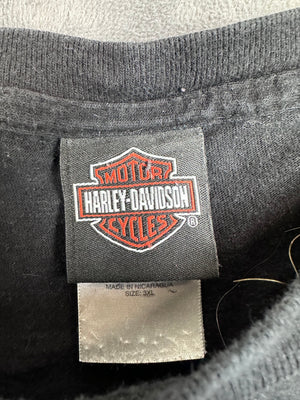 MOTOR
HARLEY-DAVIDSON
CYCLES
®
MADE IN NICARAGUA
SIZE: 3XL